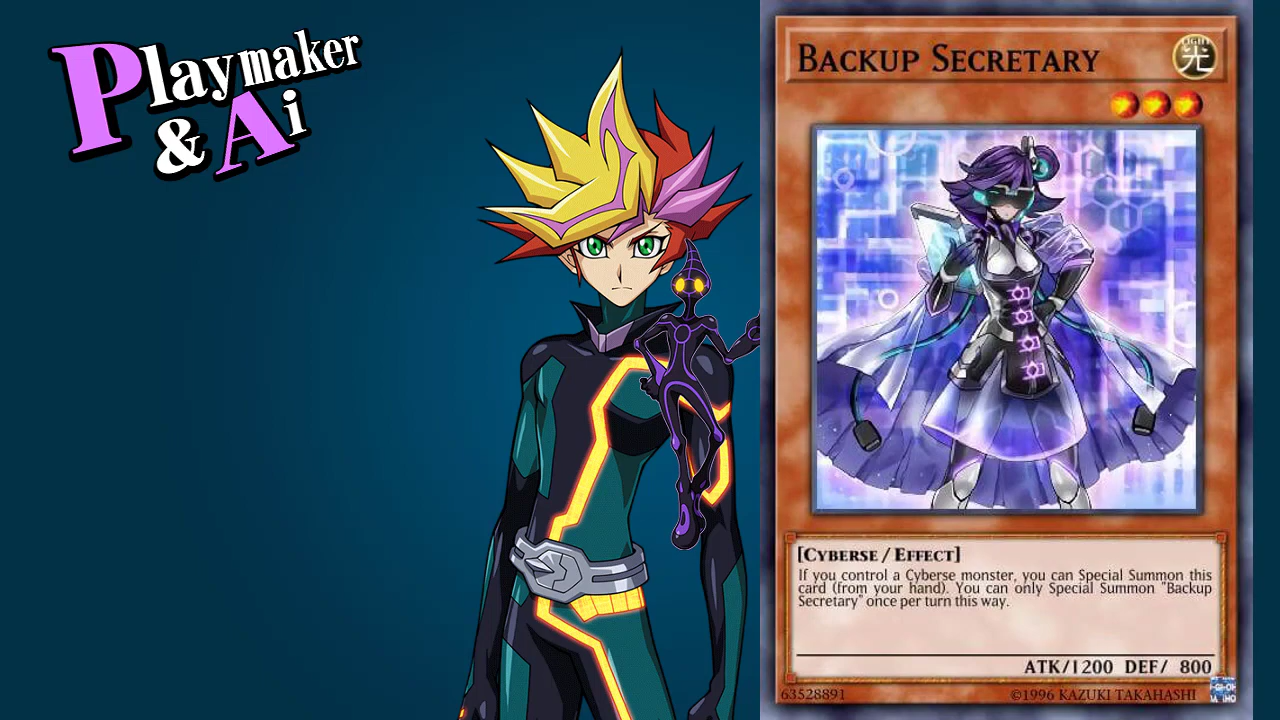 Playmaker
& Ai
BACKUP SECRETARY
LIGHT
光
[CYBERSE / EFFECT]
If you control a Cyberse monster, you can Special Summon this
card (from your hand). You can only Special Summon "Backup
Secretary" once per turn this way.
ATK/1200 DEF/ 800
63528891
©1996 KAZUKI TAKAHASHI